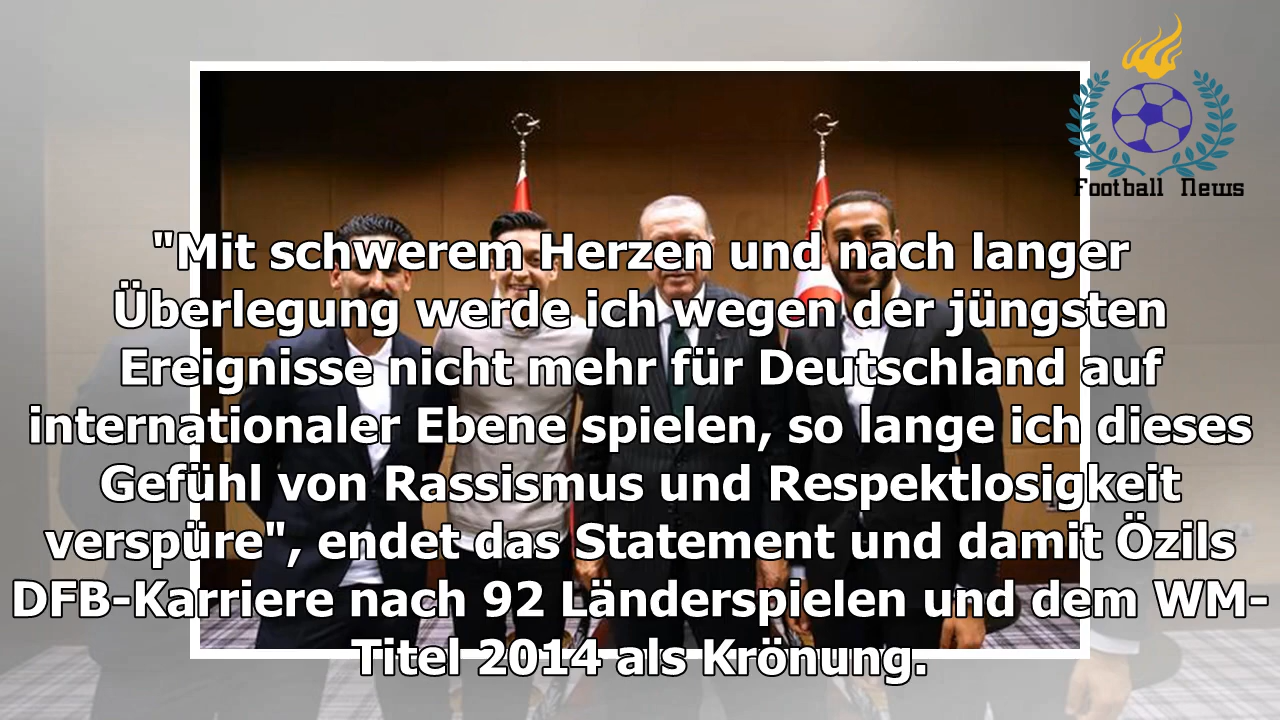 Football News
"Mit schwerem Herzen und nach langer
Überlegung werde ich wegen der jüngsten
Ereignisse nicht mehr für Deutschland auf
internationaler Ebene spielen, so lange ich dieses
Gefühl von Rassismus und Respektlosigkeit
verspüre", endet das Statement und damit Özils
DFB-Karriere nach 92 Länderspielen und dem WM-
Titel 2014 als Krönung.